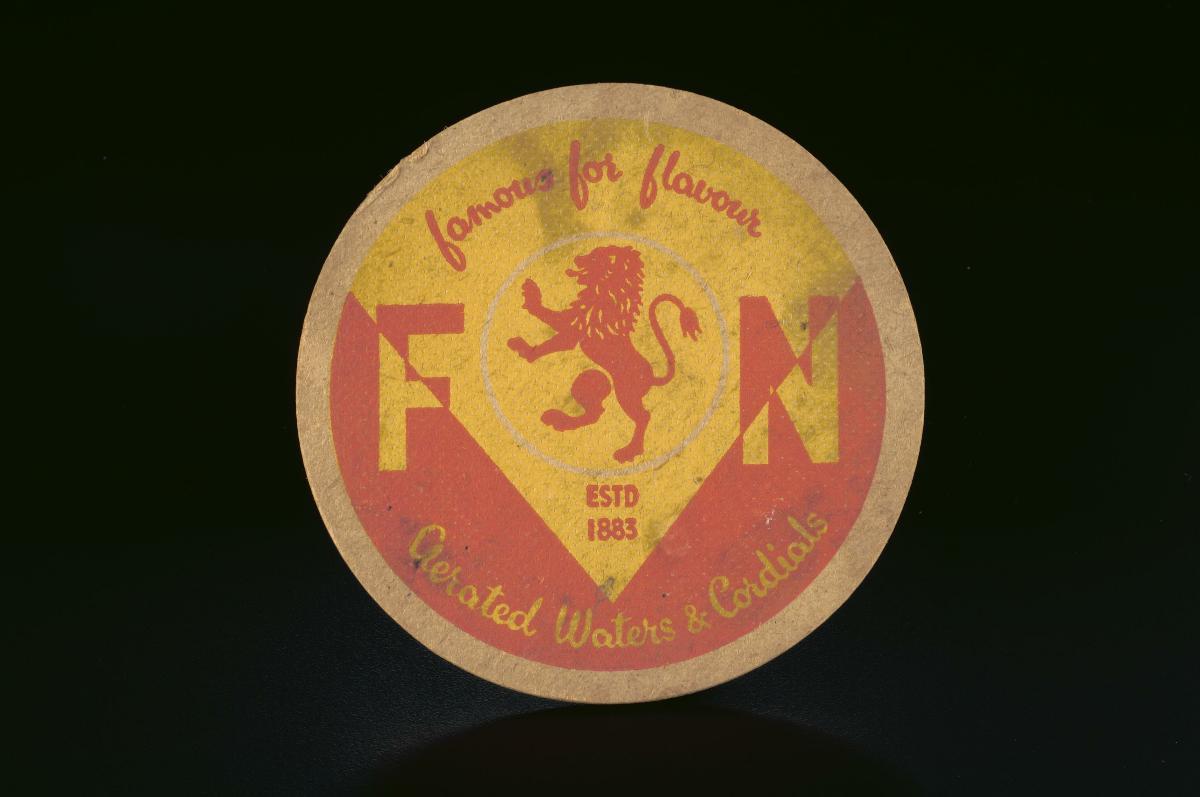 famous for flavour
F N
ESTD
1883
Aerated Waters & Cordials